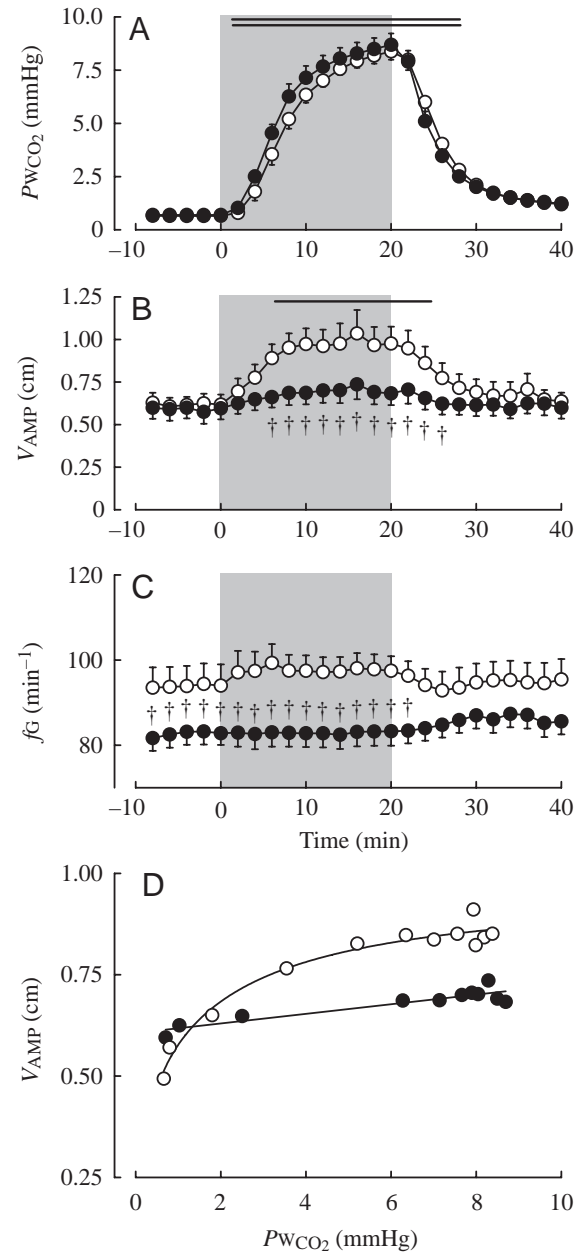 A
10.0
7.5
5.0
2.5
0
PwCO2 (mmHg)
–10 0 10 20 30 40
B
1.25
1.00
0.75
0.50
0.25
0
VAMP (cm)
† † † † † † † † † † †
–10 0 10 20 30 40
C
120
100
80
fG (min–1)
† † † † † † † † † † † † † † † †
–10 0 10 20 30 40
Time (min)
D
1.00
0.75
0.50
0.25
VAMP (cm)
0 2 4 6 8 10
PwCO2 (mmHg)